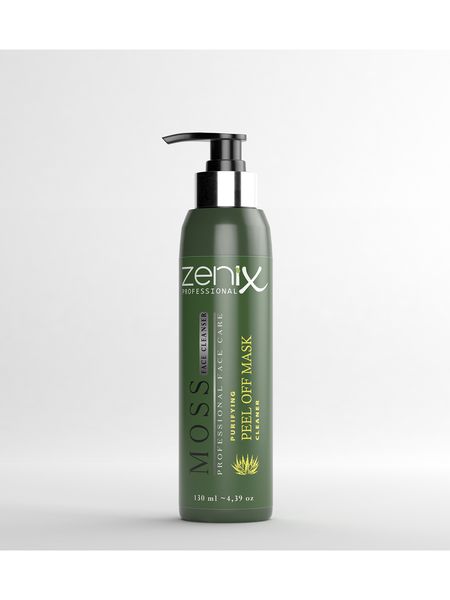 zenix
PROFESSIONAL
MOSS
FACE CLEANSER
PROFESSIONAL FACE CARE
PURIFYING
PEEL OFF MASK
CLEANER
130 ml ~4,39 oz